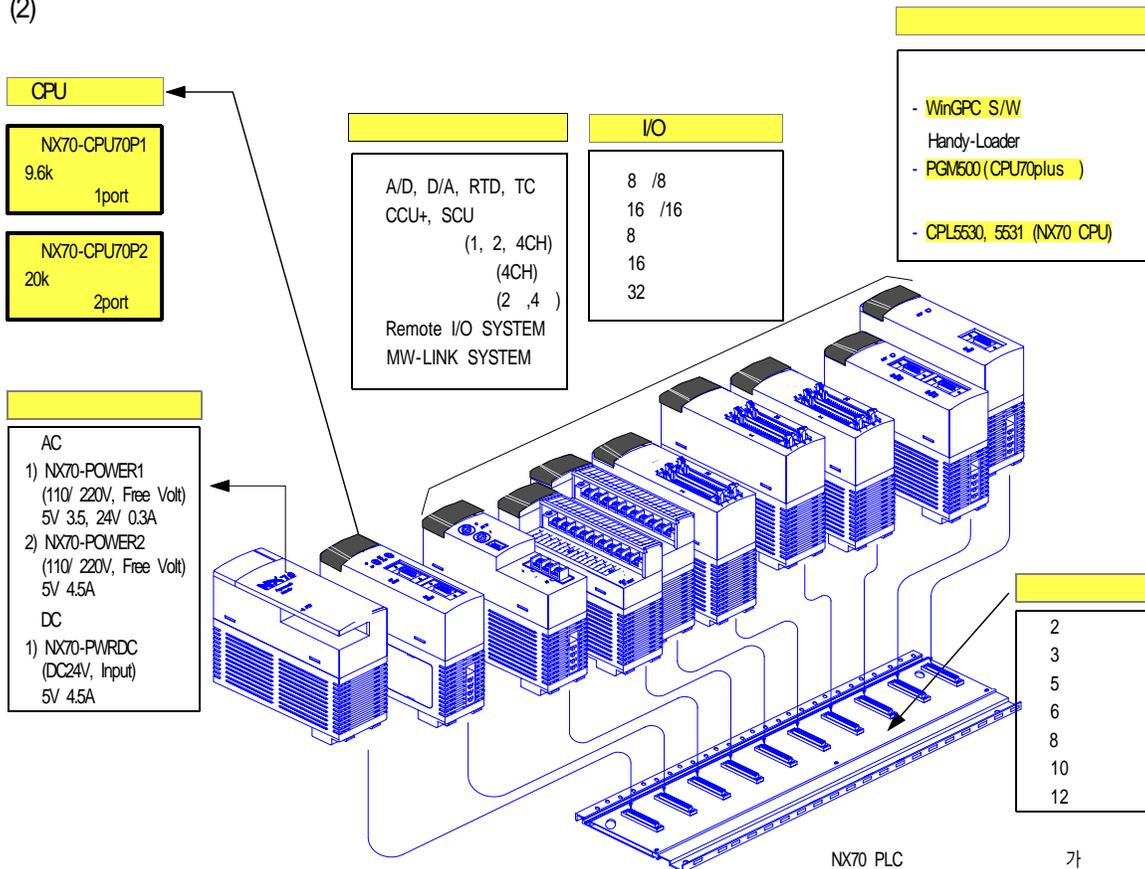 (2)
CPU
NX70-CPU70P1
9.6k
1port
NX70-CPU70P2
20k
2port
A/D, D/A, RTD, TC
CCU+, SCU
(1, 2, 4CH)
(4CH)
(2 ,4 )
Remote I/O SYSTEM
MW-LINK SYSTEM
I/O
8 /8
16 /16
8
16
32
- WinGPC S/W
Handy-Loader
- PGM500 ( CPU70plus )
- CPL5530, 5531 (NX70 CPU)
AC
1) NX70-POWER1
(110/ 220V, Free Volt)
5V 3.5, 24V 0.3A
2) NX70-POWER2
(110/ 220V, Free Volt)
5V 4.5A
DC
1) NX70-PWRDC
(DC24V, Input)
5V 4.5A
NX70
2
3
5
6
8
10
12
NX70 PLC 가